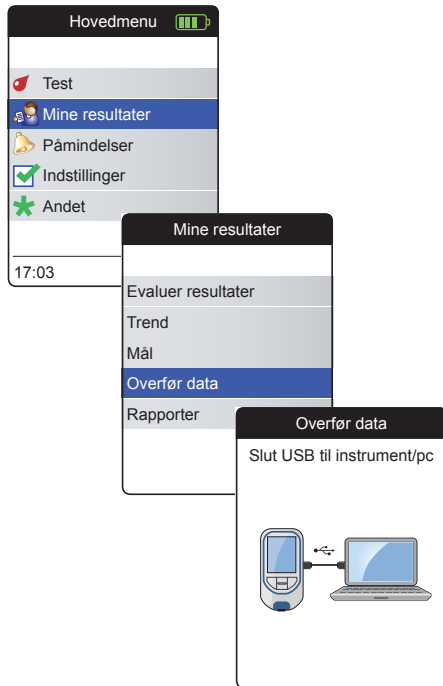 Hovedmenu
Test
Mine resultater
Påmindelser
Indstillinger
Andet
17:03
Mine resultater
Evaluer resultater
Trend
Mål
Overfør data
Rapporter
Overfør data
Slut USB til instrument/pc